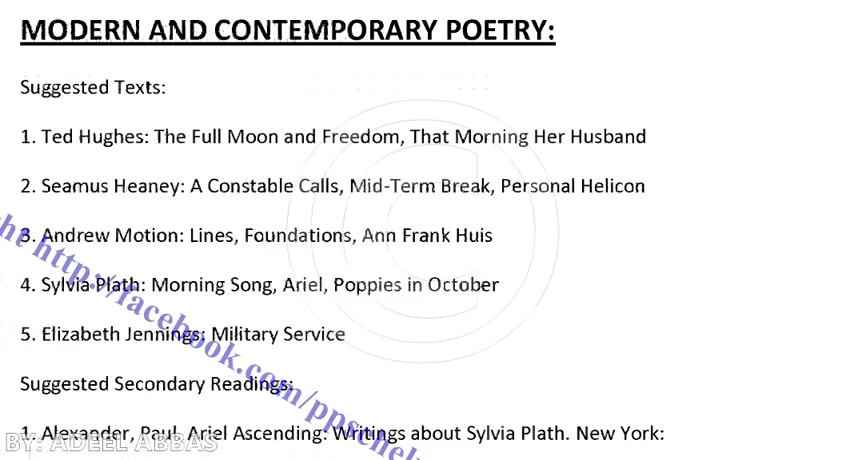 MODERN AND CONTEMPORARY POETRY:
Suggested Texts:
1. Ted Hughes: The Full Moon and Freedom, That Morning Her Husband
2. Seamus Heaney: A Constable Calls, Mid-Term Break, Personal Helicon
3. Andrew Motion: Lines, Foundations, Ann Frank Huis
4. Sylvia Plath: Morning Song, Ariel, Poppies in October
5. Elizabeth Jennings: Military Service
Suggested Secondary Readings:
1. Alexander, Paul. Ariel Ascending: Writings about Sylvia Plath. New York:
http://facebook.com/
BY: ADEEL ABBAS